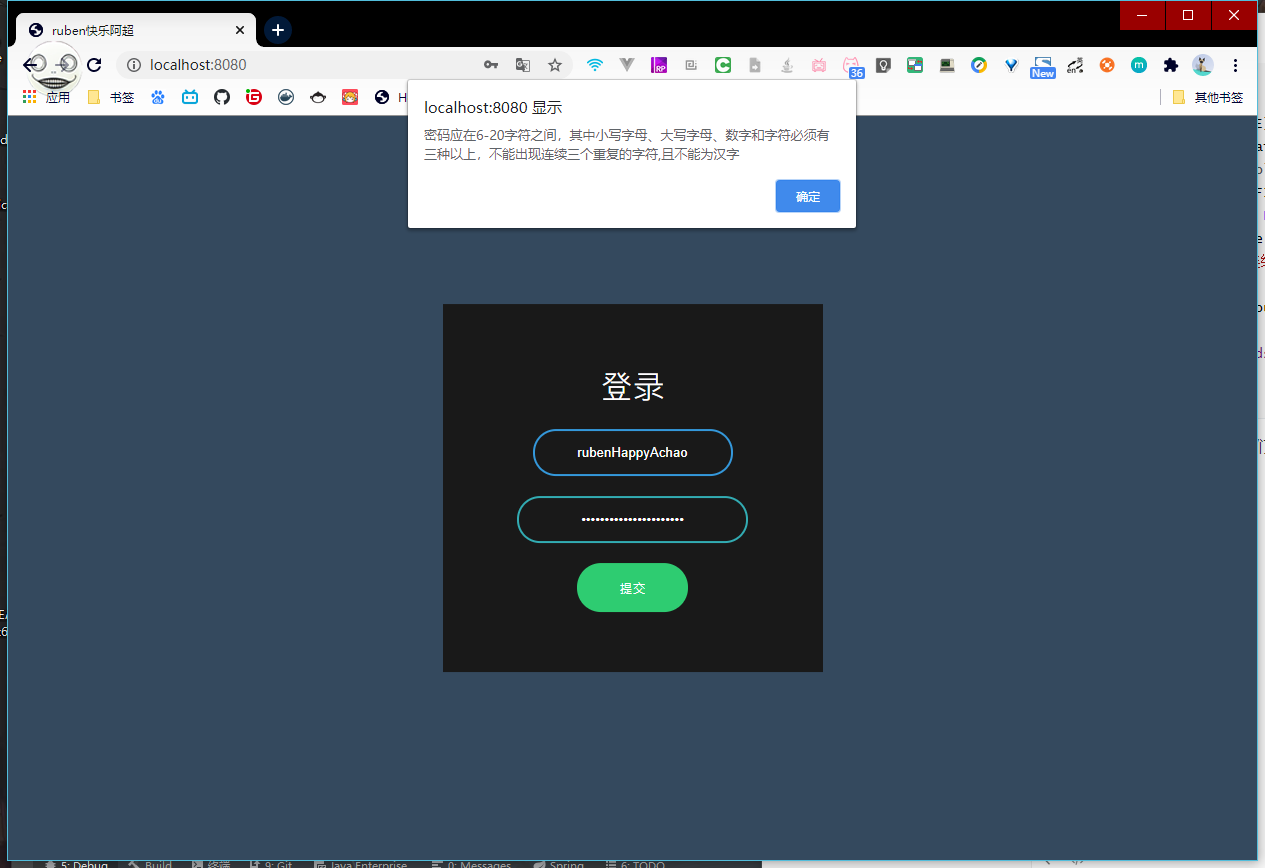 ruben快乐阿超
localhost:8080
36
New
en
应用
书签
H
其他书签
localhost:8080 显示
密码应在6-20字符之间，其中小写字母、大写字母、数字和字符必须有
三种以上，不能出现连续三个重复的字符,且不能为汉字
确定
登录
rubenHappyAchao
••••••••••••••••••••••
提交
5: Debug
Build
终端
9: Git
Java Enterprise
0: Messages
Spring
6: TODO